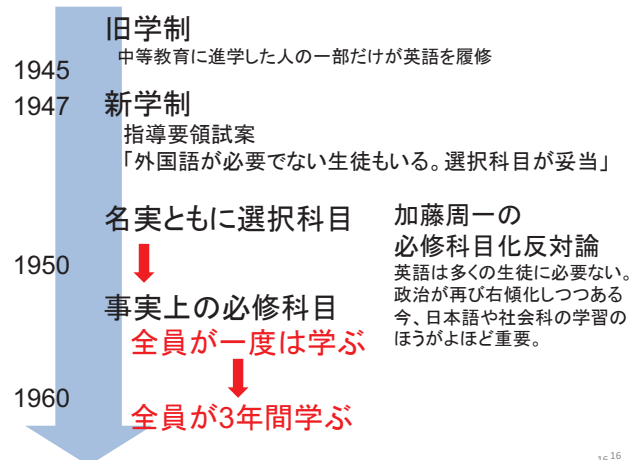 旧学制
中等教育に進学した人の一部だけが英語を履修
1945
1947
新学制
指導要領試案
「外国語が必要でない生徒もいる。選択科目が妥当」
名実ともに選択科目
加藤周一の
必修科目化反対論
英語は多くの生徒に必要ない。
政治が再び右傾化しつつある
今、日本語や社会科の学習の
ほうがよほど重要。
1950
事実上の必修科目
全員が一度は学ぶ
1960
全員が3年間学ぶ
16 16